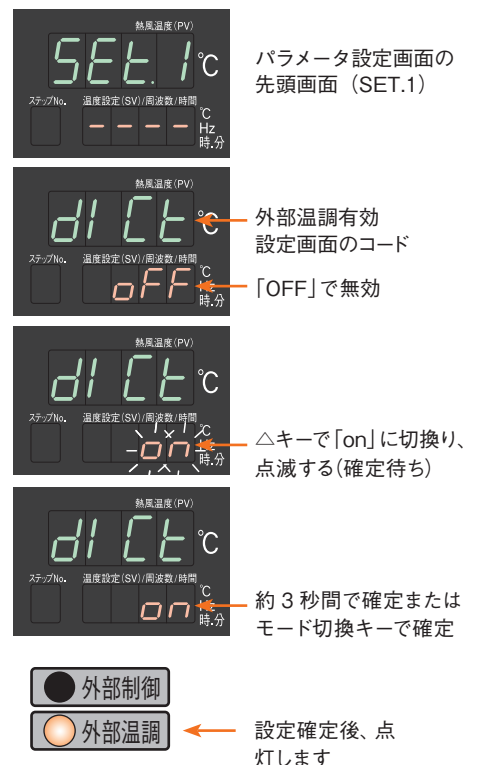 熱風温度(PV)
SEt.1 ℃
パラメータ設定画面の
先頭画面（SET.1）
ステップNo. 温度設定(SV)/周波数/時間
---- ℃
Hz
時.分
熱風温度(PV)
dICt ℃
外部温調有効
設定画面のコード
ステップNo. 温度設定(SV)/周波数/時間
oFF ℃
Hz
時.分
「OFF」で無効
熱風温度(PV)
dICt ℃
ステップNo. 温度設定(SV)/周波数/時間
on ℃
時.分
△キーで「on」に切換り、
点滅する(確定待ち)
熱風温度(PV)
dICt ℃
ステップNo. 温度設定(SV)/周波数/時間
on ℃
Hz
時.分
約 3 秒間で確定または
モード切換キーで確定
外部制御
外部温調
設定確定後、点
灯します